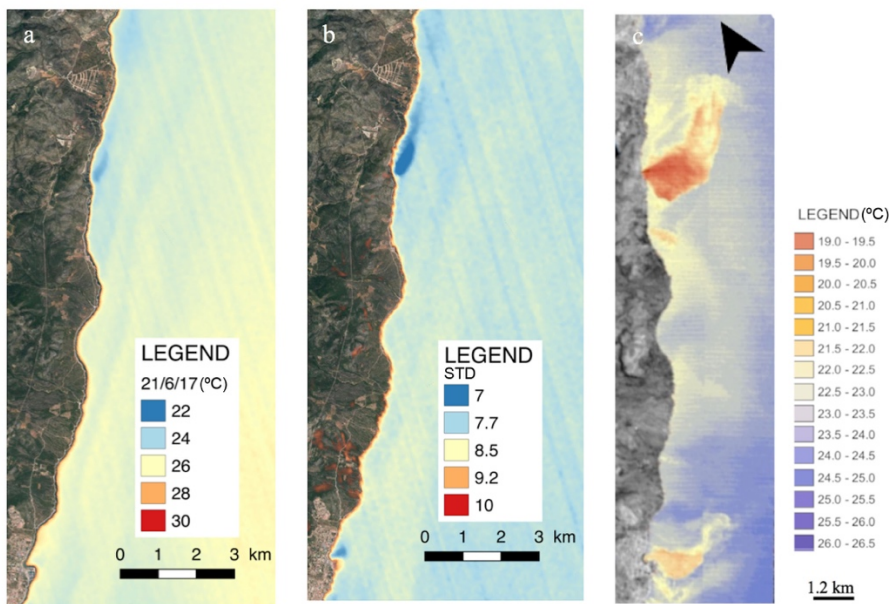 a
LEGEND
21/6/17 (ºC)
22
24
26
28
30
0 1 2 3 km
b
LEGEND
STD
7
7.7
8.5
9.2
10
0 1 2 3 km
c
LEGEND (ºC)
19.0 - 19.5
19.5 - 20.0
20.0 - 20.5
20.5 - 21.0
21.0 - 21.5
21.5 - 22.0
22.0 - 22.5
22.5 - 23.5
23.0 - 23.5
23.5 - 24.0
24.0 - 24.5
24.5 - 25.0
25.0 - 25.5
25.5 - 26.0
26.0 - 26.5
1.2 km